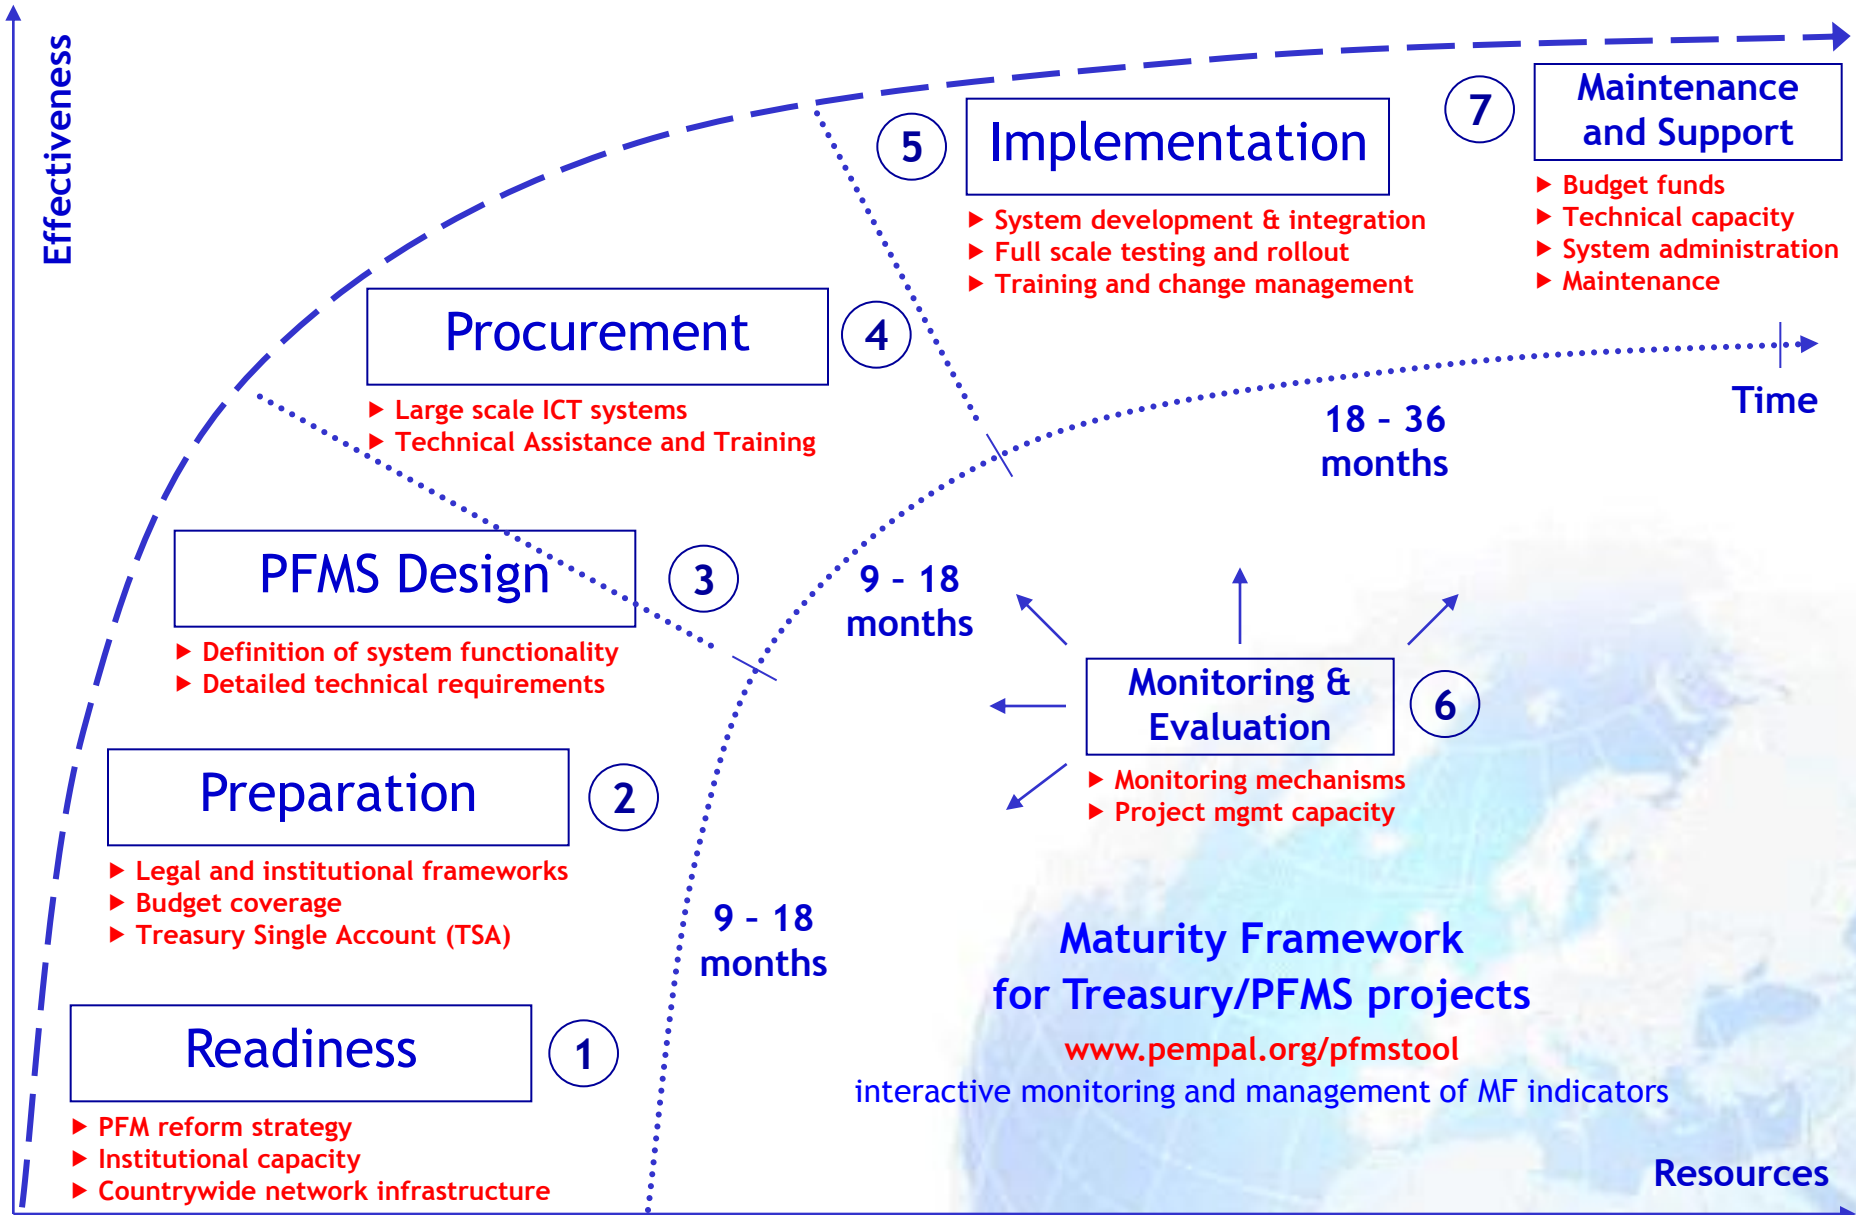 Effectiveness
5
Implementation
▶ System development & integration
▶ Full scale testing and rollout
▶ Training and change management
7
Maintenance
and Support
▶ Budget funds
▶ Technical capacity
▶ System administration
▶ Maintenance
Procurement
4
▶ Large scale ICT systems
▶ Technical Assistance and Training
Time
18 – 36
months
PFMS Design
3
▶ Definition of system functionality
▶ Detailed technical requirements
9 – 18
months
Monitoring &
Evaluation
6
▶ Monitoring mechanisms
▶ Project mgmt capacity
Preparation
2
▶ Legal and institutional frameworks
▶ Budget coverage
▶ Treasury Single Account (TSA)
9 – 18
months
Maturity Framework
for Treasury/PFMS projects
www.pempal.org/pfmstool
interactive monitoring and management of MF indicators
Readiness
1
▶ PFM reform strategy
▶ Institutional capacity
▶ Countrywide network infrastructure
Resources